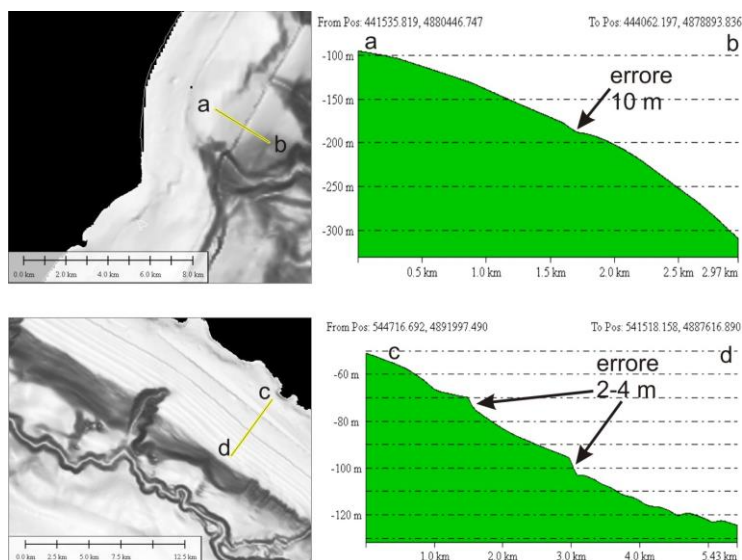 From Pos: 441535.819, 4880446.747 To Pos: 444062.197, 4878893.836
a b
-100 m
errore
10 m
-150 m
-200 m
-250 m
-300 m
0.5 km 1.0 km 1.5 km 2.0 km 2.5 km 2.97 km
a
b
0.0 km 2.0 km 4.0 km 6.0 km 8.0 km
From Pos: 544716.692, 4891997.490 To Pos: 541518.158, 4887616.890
c d
errore
2-4 m
-60 m
-80 m
-100 m
-120 m
1.0 km 2.0 km 3.0 km 4.0 km 5.43 km
c
d
0.0 km 2.5 km 5.0 km 7.5 km 12.5 km